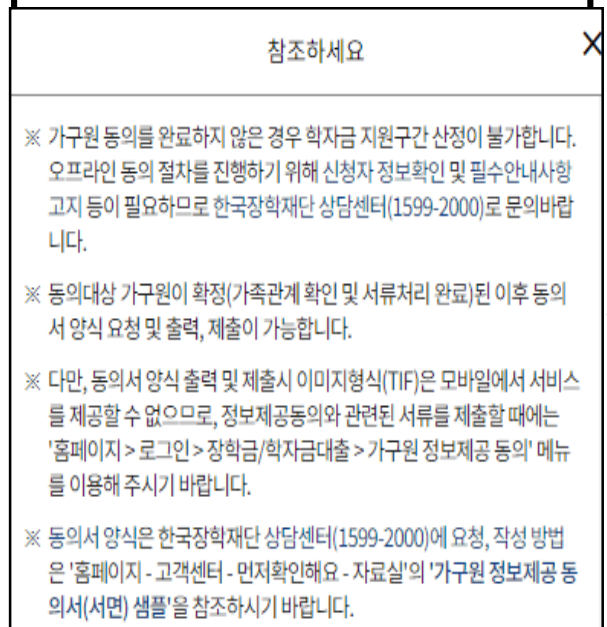 참조하세요 X
※ 가구원 동의를 완료하지 않은 경우 학자금 지원구간 산정이 불가합니다.
오프라인 동의 절차를 진행하기 위해 신청자 정보확인 및 필수안내사항
고지 등이 필요하므로 한국장학재단 상담센터(1599-2000)로 문의바랍
니다.
※ 동의대상 가구원이 확정(가족관계 확인 및 서류처리 완료)된 이후 동의
서 양식 요청 및 출력, 제출이 가능합니다.
※ 다만, 동의서 양식 출력 및 제출시 이미지형식(TIF)은 모바일에서 서비스
를 제공할 수 없으므로, 정보제공동의와 관련된 서류를 제출할 때에는
'홈페이지 > 로그인 > 장학금/학자금대출 > 가구원 정보제공 동의' 메뉴
를 이용해 주시기 바랍니다.
※ 동의서 양식은 한국장학재단 상담센터(1599-2000)에 요청, 작성 방법
은 '홈페이지 - 고객센터 - 먼저확인해요 - 자료실'의 '가구원 정보제공 동
의서(서면) 샘플'을 참조하시기 바랍니다.